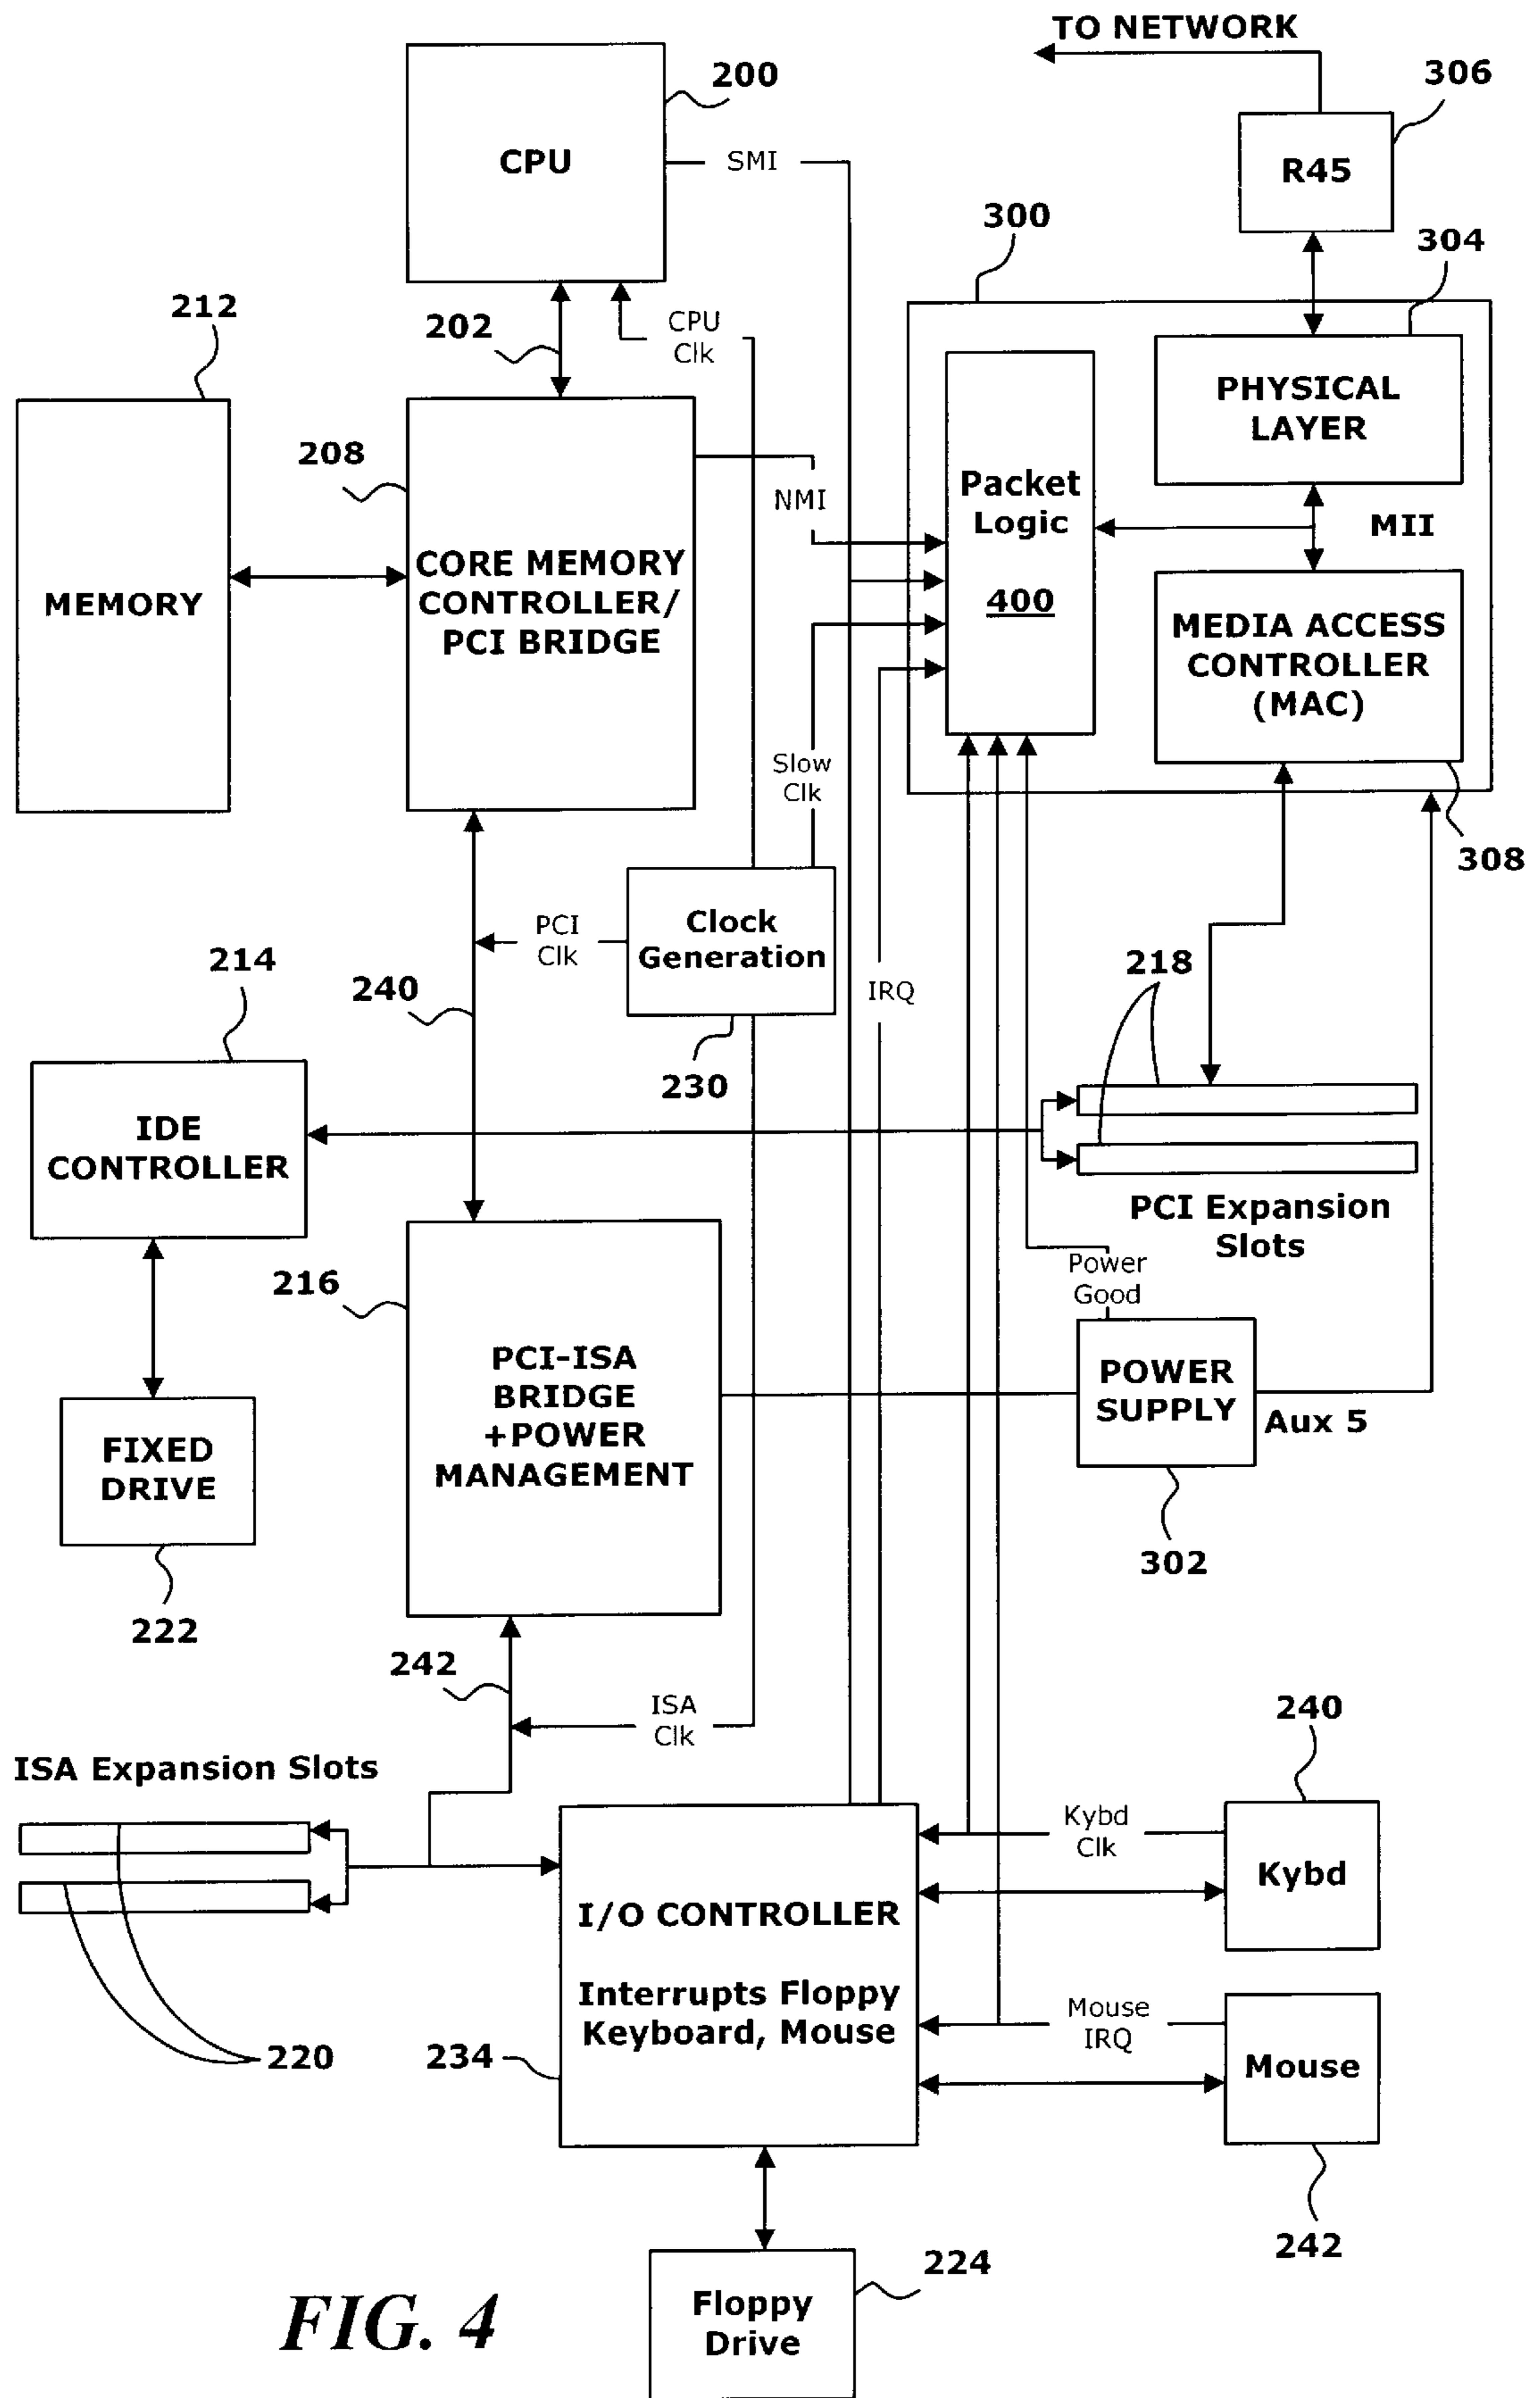 TO NETWORK
200
306
CPU
SMI
R45
300
304
212
202
CPU
Clk
PHYSICAL
LAYER
208
Packet
Logic
400
NMI
MII
CORE MEMORY
CONTROLLER/
PCI BRIDGE
MEMORY
MEDIA ACCESS
CONTROLLER
(MAC)
Slow
Clk
308
PCI
Clk
Clock
Generation
214
240
IRQ
218
230
IDE
CONTROLLER
PCI Expansion
Slots
216
Power
Good
PCI-ISA
BRIDGE
+POWER
MANAGEMENT
POWER
SUPPLY
Aux 5
FIXED
DRIVE
302
222
242
ISA
Clk
240
ISA Expansion Slots
Kybd
Clk
Kybd
I/O CONTROLLER
Interrupts Floppy
Keyboard, Mouse
Mouse
IRQ
234
220
Mouse
242
224
Floppy
Drive
FIG. 4